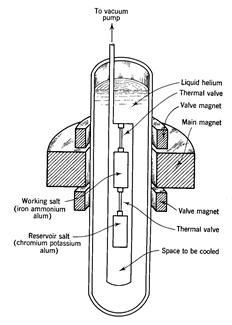 To vacuum
pump
Liquid helium
Thermal valve
Valve magnet
Main magnet
Working salt
(iron ammonium
alum)
Valve magnet
Reservoir salt
(chromium potassium
alum)
Thermal valve
Space to be cooled